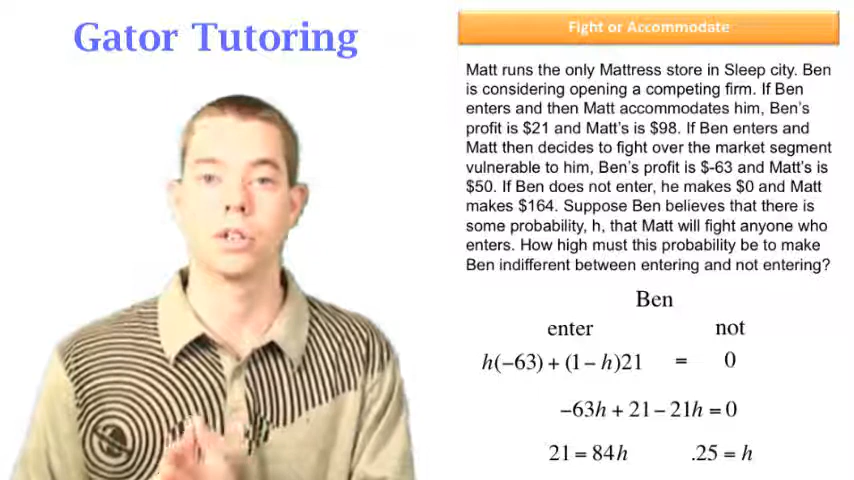 Gator Tutoring
Fight or Accommodate
Matt runs the only Mattress store in Sleep city. Ben
is considering opening a competing firm. If Ben
enters and then Matt accommodates him, Ben's
profit is $21 and Matt's is $98. If Ben enters and
Matt then decides to fight over the market segment
vulnerable to him, Ben's profit is $-63 and Matt's is
$50. If Ben does not enter, he makes $0 and Matt
makes $164. Suppose Ben believes that there is
some probability, h, that Matt will fight anyone who
enters. How high must this probability be to make
Ben indifferent between entering and not entering?
Ben
enter not
h(−63) + (1 − h)21 = 0
−63h + 21 − 21h = 0
21 = 84h .25 = h